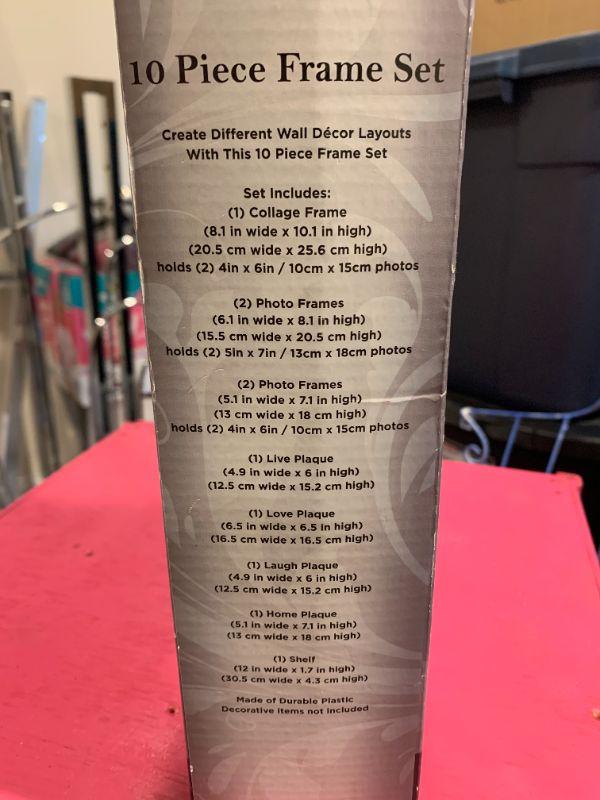 10 Piece Frame Set
Create Different Wall Décor Layouts
With This 10 Piece Frame Set
Set Includes:
(1) Collage Frame
(8.1 in wide x 10.1 in high)
(20.5 cm wide x 25.6 cm high)
holds (2) 4in x 6in / 10cm x 15cm photos
(2) Photo Frames
(6.1 in wide x 8.1 in high)
(15.5 cm wide x 20.5 cm high)
holds (2) 5in x 7in / 13cm x 18cm photos
(2) Photo Frames
(5.1 in wide x 7.1 in high)
(13 cm wide x 18 cm high)
holds (2) 4in x 6in / 10cm x 15cm photos
(1) Live Plaque
(4.9 in wide x 6 in high)
(12.5 cm wide x 15.2 cm high)
(1) Love Plaque
(6.5 in wide x 6.5 in high)
(16.5 cm wide x 16.5 cm high)
(1) Laugh Plaque
(4.9 in wide x 6 in high)
(12.5 cm wide x 15.2 cm high)
(1) Home Plaque
(5.1 in wide x 7.1 in high)
(13 cm wide x 18 cm high)
(1) Shelf
(12 in wide x 1.7 in high)
(30.5 cm wide x 4.3 cm high)
Made of Durable Plastic
Decorative items not included